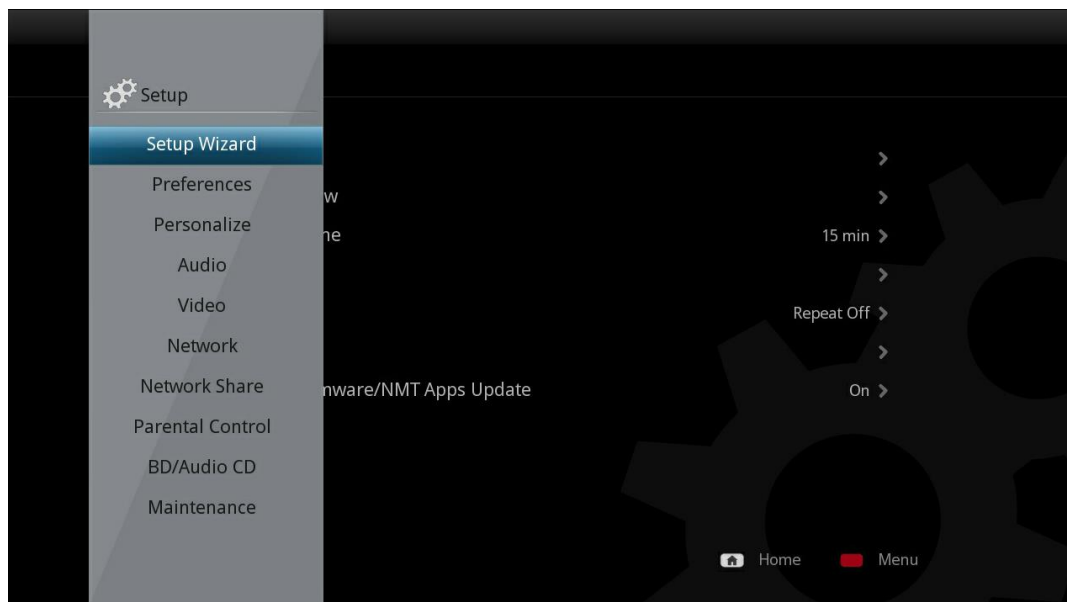 Setup
Setup Wizard
Preferences
Personalize
Audio
Video
Network
Network Share
Parental Control
BD/Audio CD
Maintenance
w
ne
15 min
Repeat Off
mware/NMT Apps Update
On
Home
Menu